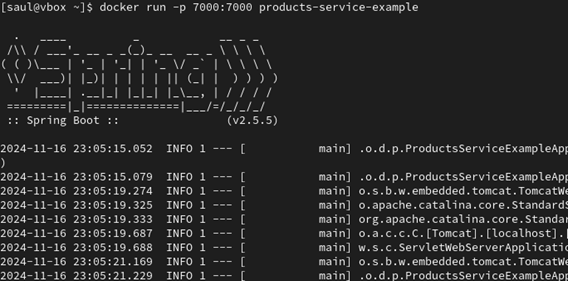 [saul@vbox ~]$ docker run -p 7000:7000 products-service-example
  .   ____          _            __ _ _
 /\\ / ___'_ __ _ _(_)_ __  __ _ \ \ \ \
( ( )\___ | '_ | '_| | '_ \/ _` | \ \ \ \
 \\/  ___)| |_)| | | | | || (_| |  ) ) ) )
  '  |____| .__|_| |_|_| |_\__, | / / / /
 =========|_|==============|___/=/_/_/_/
 :: Spring Boot ::                (v2.5.5)
2024-11-16 23:05:15.052  INFO 1 --- [           main] .o.d.p.ProductsServiceExampleApp
)
2024-11-16 23:05:15.079  INFO 1 --- [           main] .o.d.p.ProductsServiceExampleApp
2024-11-16 23:05:19.274  INFO 1 --- [           main] o.s.b.w.embedded.tomcat.TomcatWe
2024-11-16 23:05:19.325  INFO 1 --- [           main] o.apache.catalina.core.StandardS
2024-11-16 23:05:19.333  INFO 1 --- [           main] org.apache.catalina.core.Standar
2024-11-16 23:05:19.687  INFO 1 --- [           main] o.a.c.c.C.[Tomcat].[localhost].[
2024-11-16 23:05:19.688  INFO 1 --- [           main] w.s.c.ServletWebServerApplicatio
2024-11-16 23:05:21.169  INFO 1 --- [           main] o.s.b.w.embedded.tomcat.TomcatWe
2024-11-16 23:05:21.229  INFO 1 --- [           main] .o.d.p.ProductsServiceExampleApp